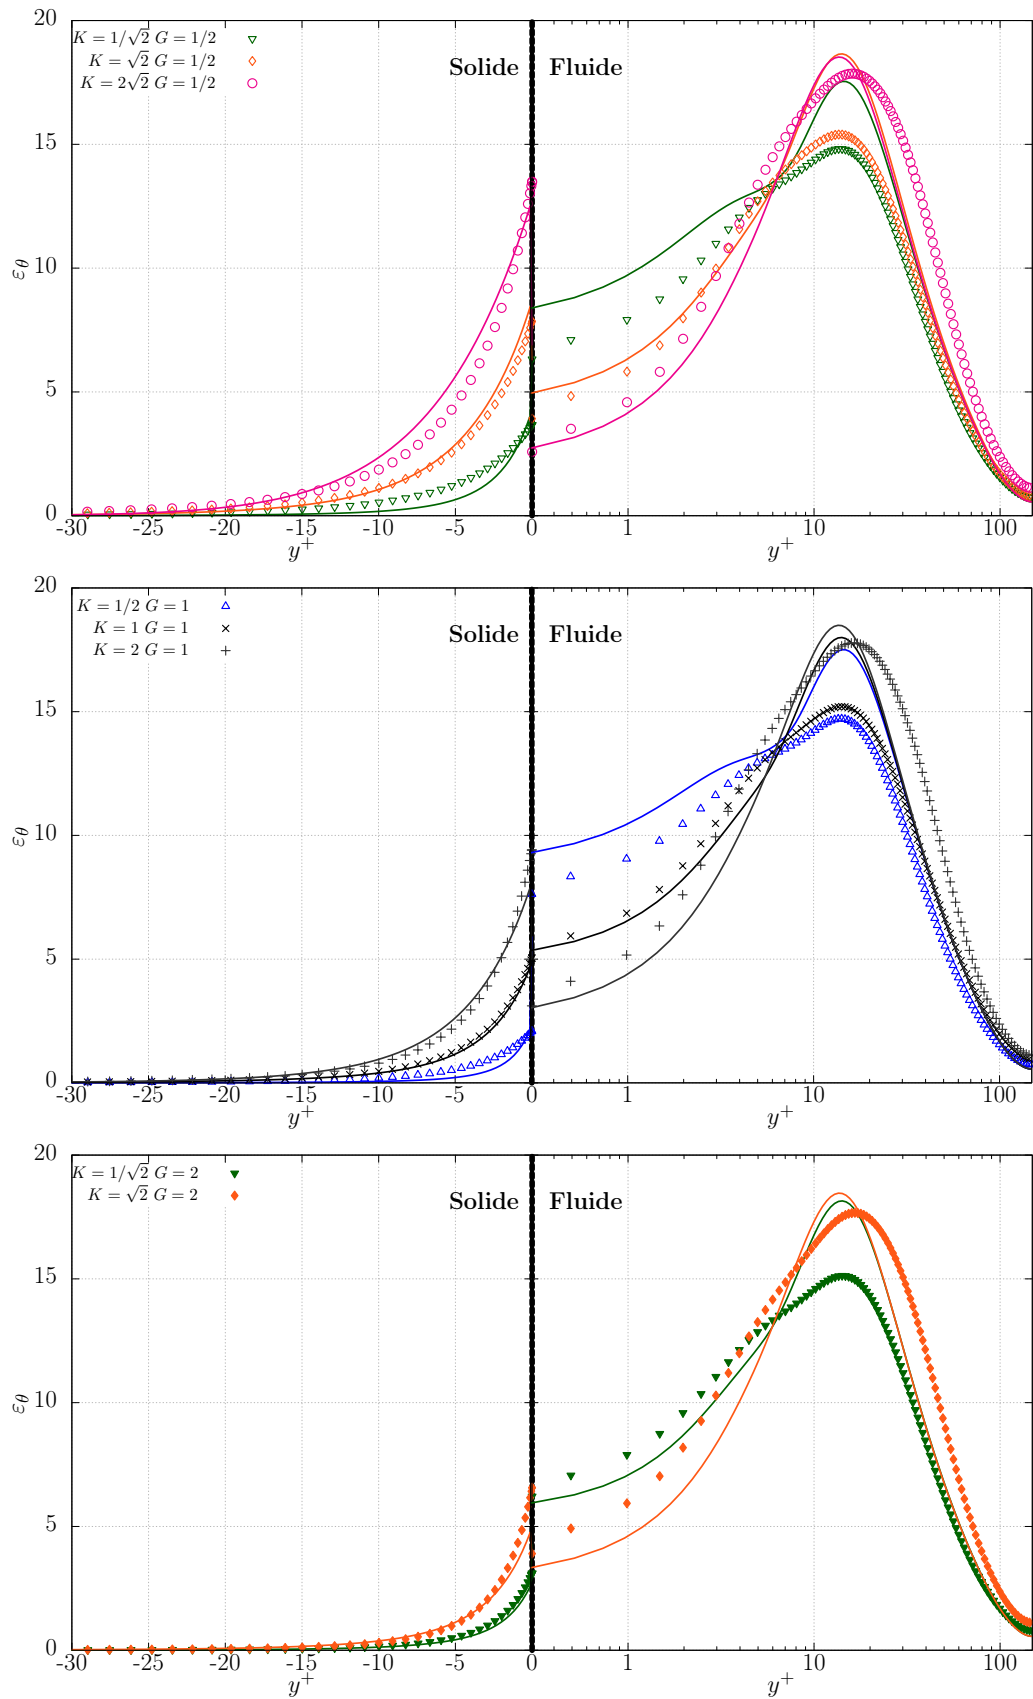 20
15
10
5
0
ε_θ
K = 1/√2 G = 1/2
K = √2 G = 1/2
K = 2√2 G = 1/2
Solide Fluide
-30 -25 -20 -15 -10 -5 0 1 10 100
y⁺ y⁺
20
15
10
5
0
ε_θ
K = 1/2 G = 1
K = 1 G = 1
K = 2 G = 1
Solide Fluide
-30 -25 -20 -15 -10 -5 0 1 10 100
y⁺ y⁺
20
15
10
5
0
ε_θ
K = 1/√2 G = 2
K = √2 G = 2
Solide Fluide
-30 -25 -20 -15 -10 -5 0 1 10 100
y⁺ y⁺